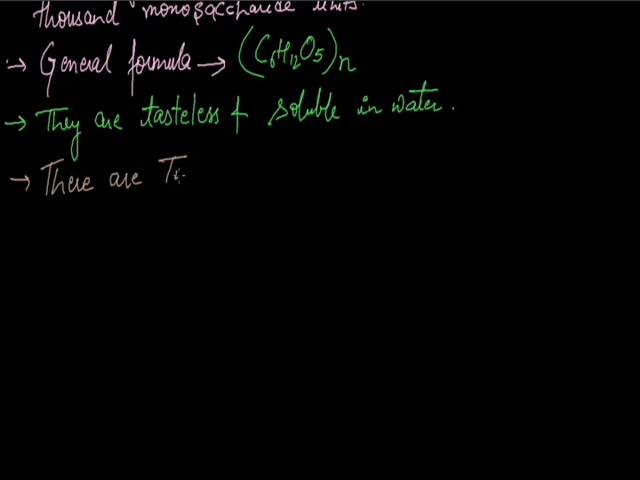 thousand monosaccharide units.
→ General formula → (C₆H₁₂O₅)n
→ They are tasteless & soluble in water.
→ There are T